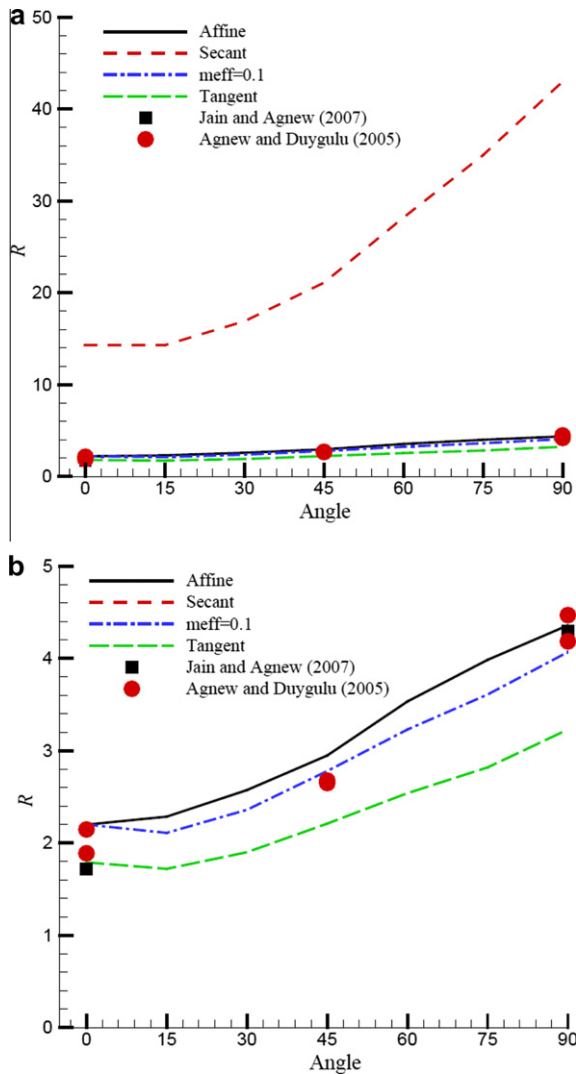 a
50
40
30
20
10
0
R
Affine
Secant
meff=0.1
Tangent
Jain and Agnew (2007)
Agnew and Duygulu (2005)
0 15 30 45 60 75 90
Angle
b
5
4
3
2
1
0
R
Affine
Secant
meff=0.1
Tangent
Jain and Agnew (2007)
Agnew and Duygulu (2005)
0 15 30 45 60 75 90
Angle